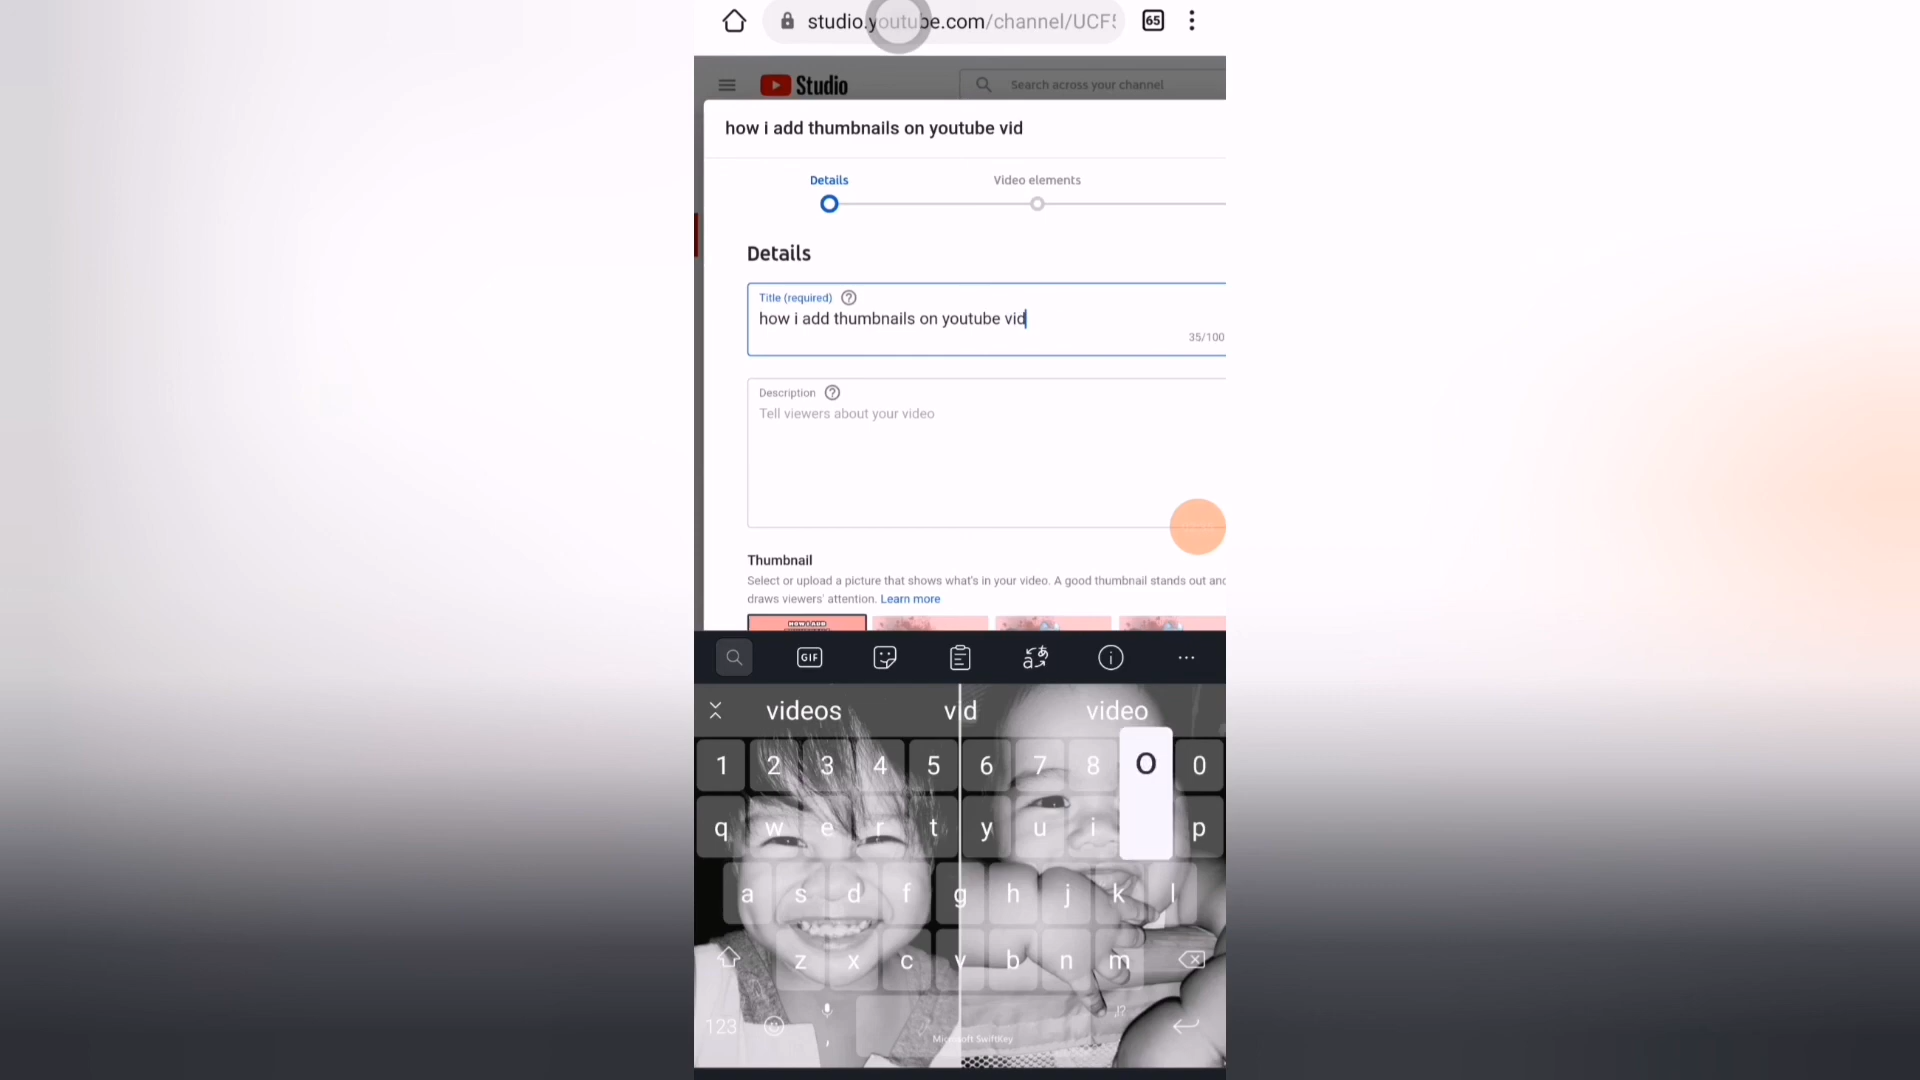 studio.youtube.com/channel/UCF5
65
Studio
Search across your channel
how i add thumbnails on youtube vid
Details
Video elements
Details
Title (required)
how i add thumbnails on youtube vid
35/100
Description
Tell viewers about your video
Thumbnail
Select or upload a picture that shows what's in your video. A good thumbnail stands out and
draws viewers' attention. Learn more
HOW I ADD
GIF
videos vid video
1 2 3 4 5 6 7 8 O 0
q w e r t y u i p
a s d f g h j k l
z x c v b n m
,!?
123
,
Microsoft SwiftKey